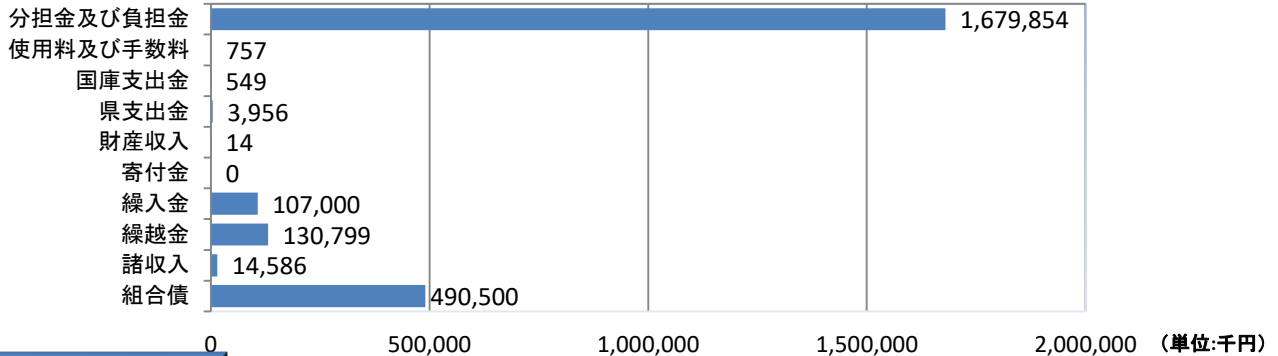 分担金及び負担金 1,679,854
使用料及び手数料 757
国庫支出金 549
県支出金 3,956
財産収入 14
寄付金 0
繰入金 107,000
繰越金 130,799
諸収入 14,586
組合債 490,500
0 500,000 1,000,000 1,500,000 2,000,000 (単位:千円)